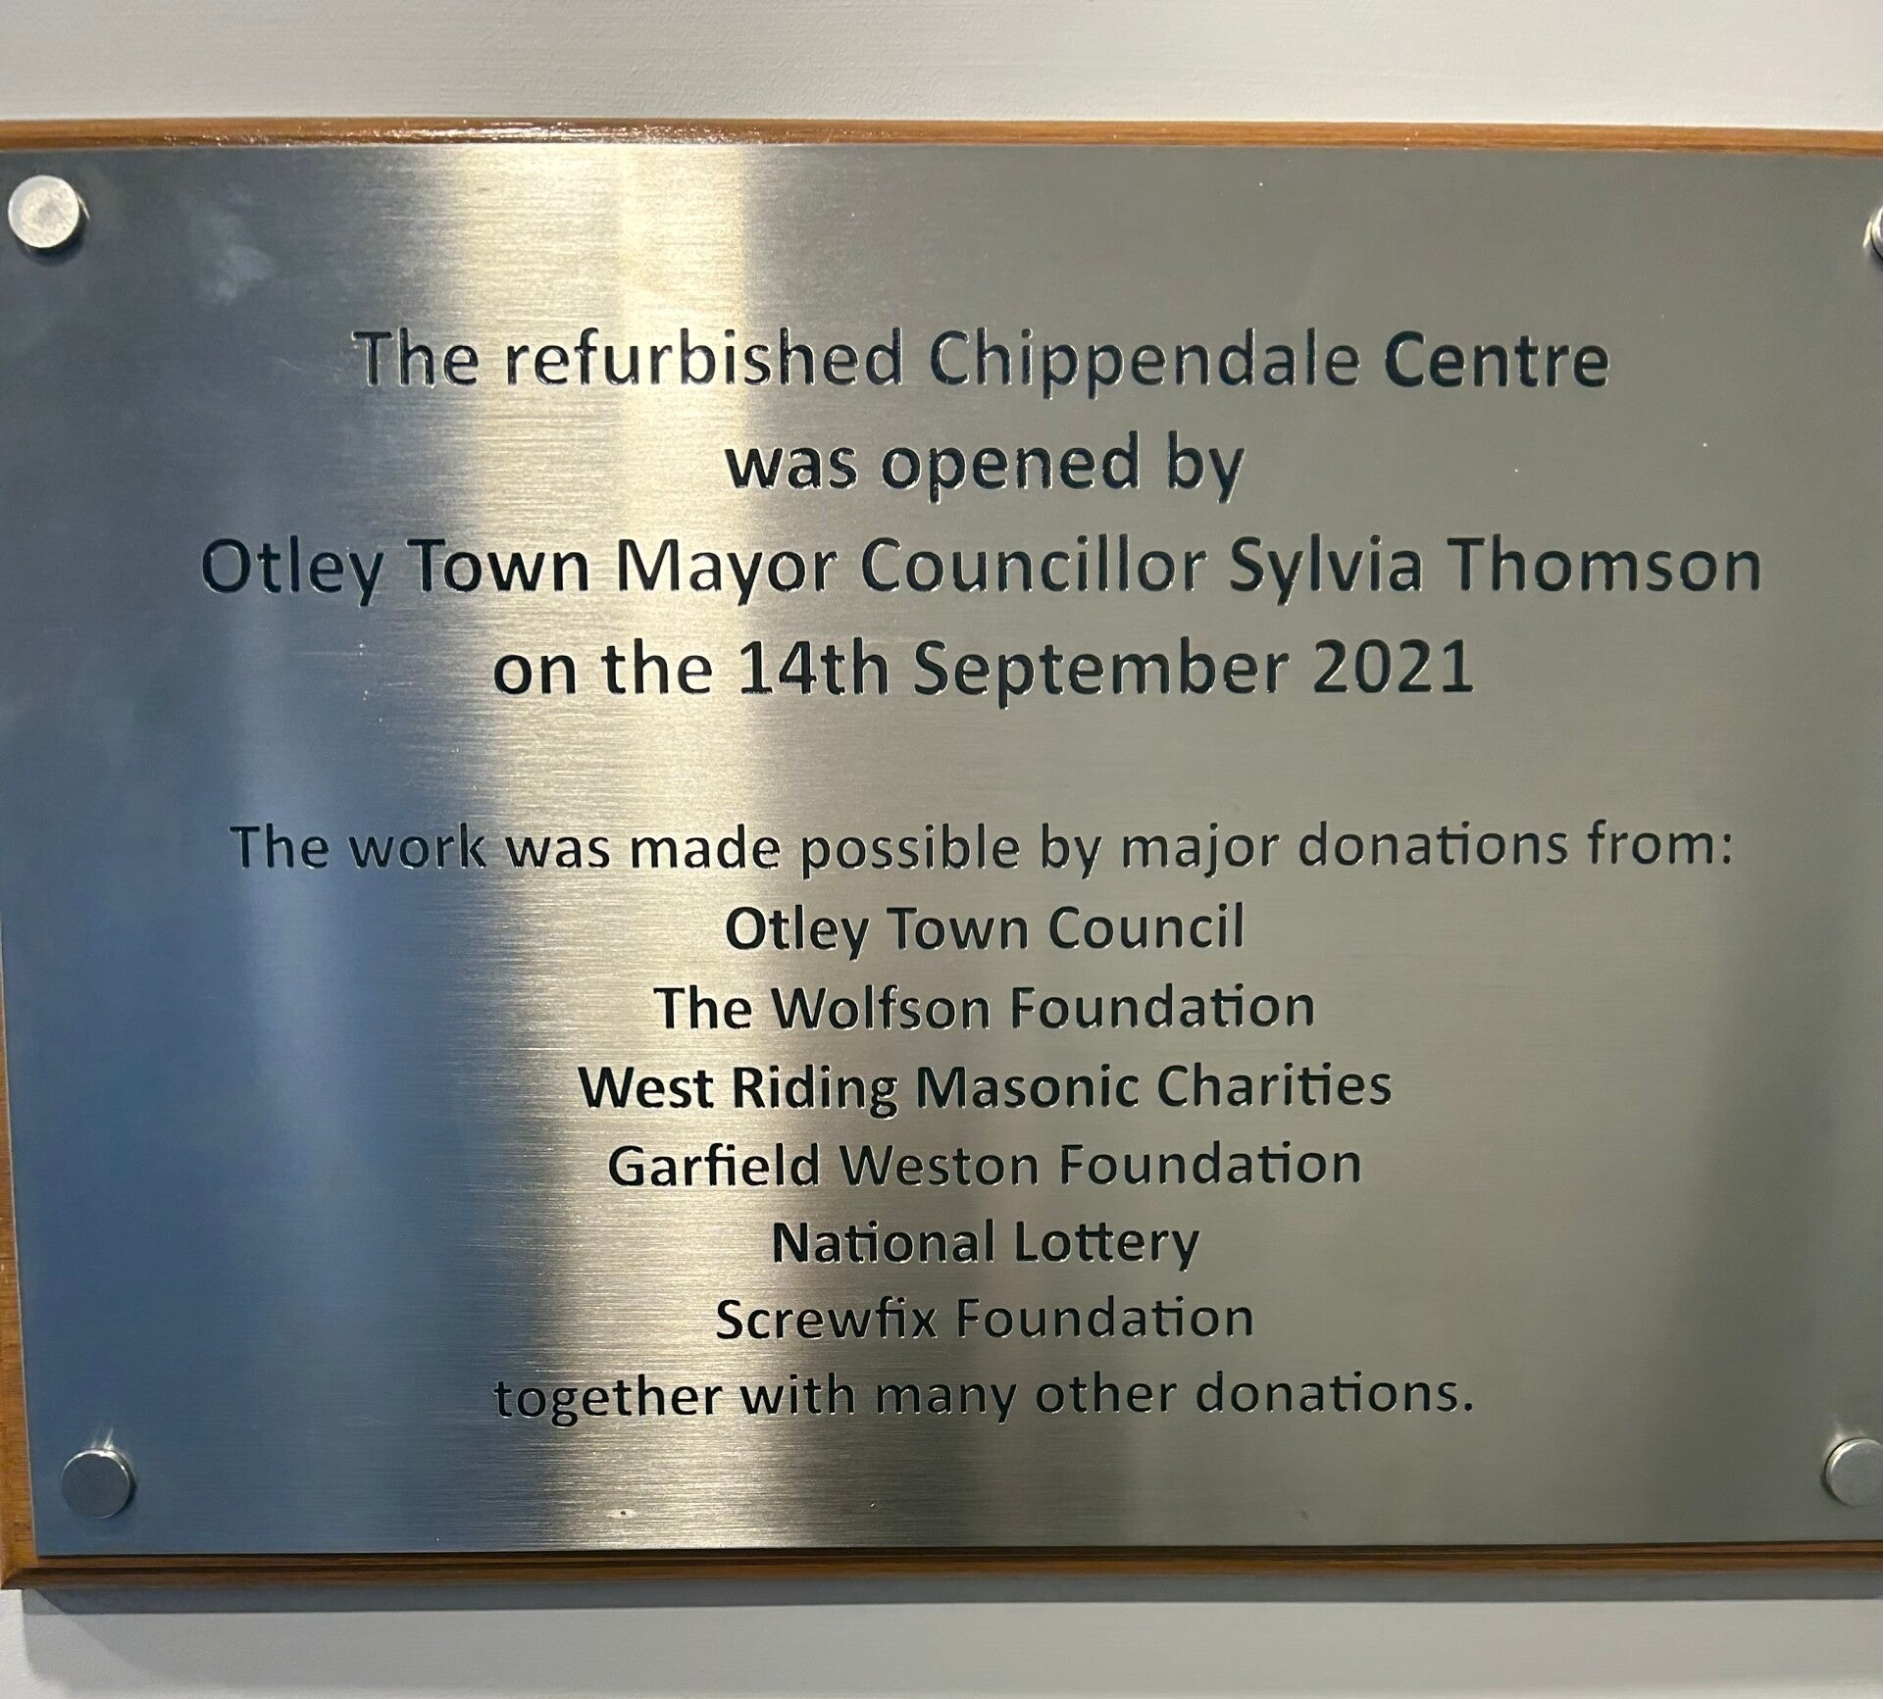 The refurbished Chippendale Centre
was opened by
Otley Town Mayor Councillor Sylvia Thomson
on the 14th September 2021
The work was made possible by major donations from:
Otley Town Council
The Wolfson Foundation
West Riding Masonic Charities
Garfield Weston Foundation
National Lottery
Screwfix Foundation
together with many other donations.